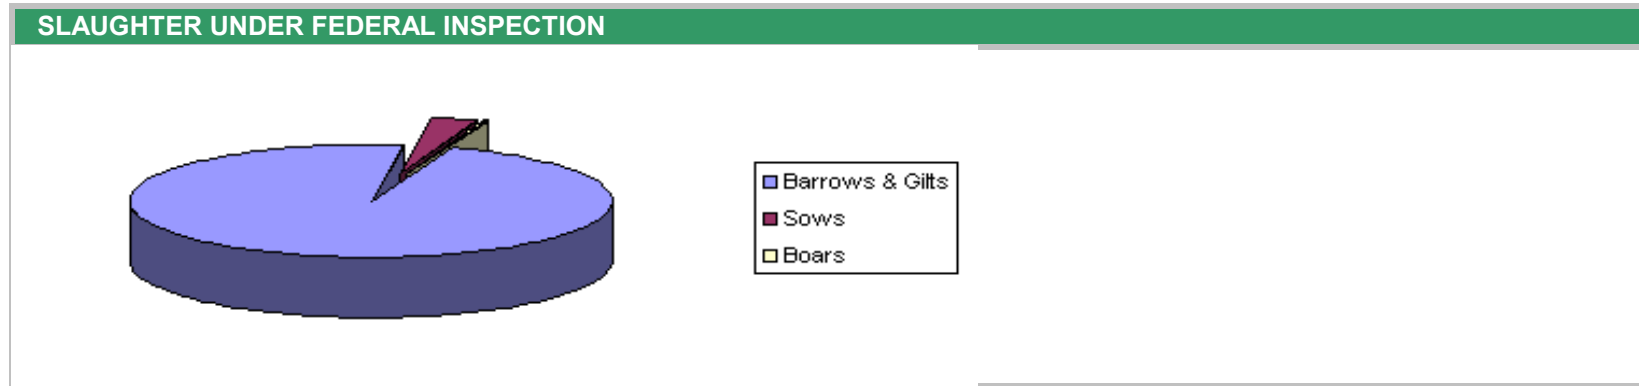 SLAUGHTER UNDER FEDERAL INSPECTION
Barrows & Gilts
Sows
Boars